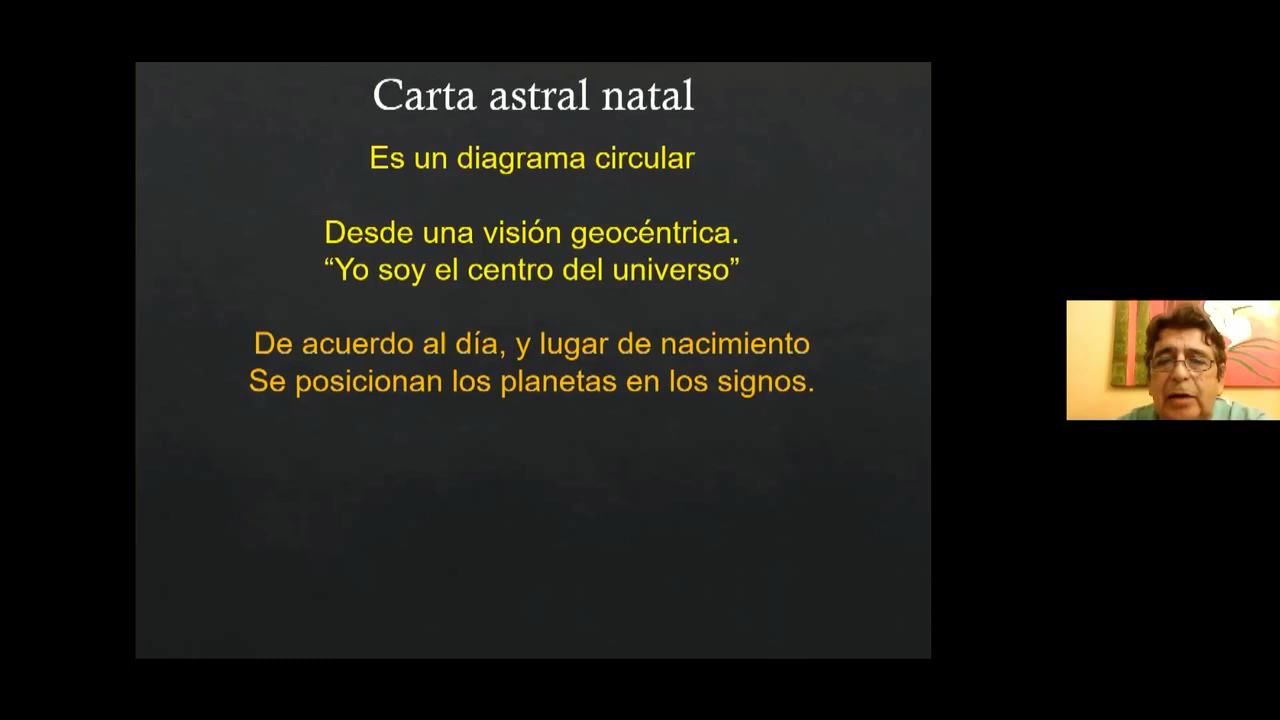 Carta astral natal
Es un diagrama circular
Desde una visión geocéntrica.
“Yo soy el centro del universo”
De acuerdo al día, y lugar de nacimiento
Se posicionan los planetas en los signos.